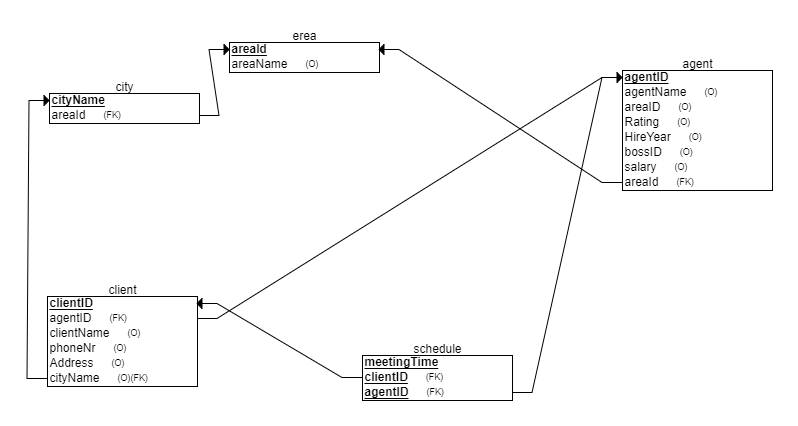 erea
areaId
areaName (O)
city
cityName
areaId (FK)
agent
agentID
agentName (O)
areaID (O)
Rating (O)
HireYear (O)
bossID (O)
salary (O)
areaId (FK)
client
clientID
agentID (FK)
clientName (O)
phoneNr (O)
Address (O)
cityName (O)(FK)
schedule
meetingTime
clientID (FK)
agentID (FK)